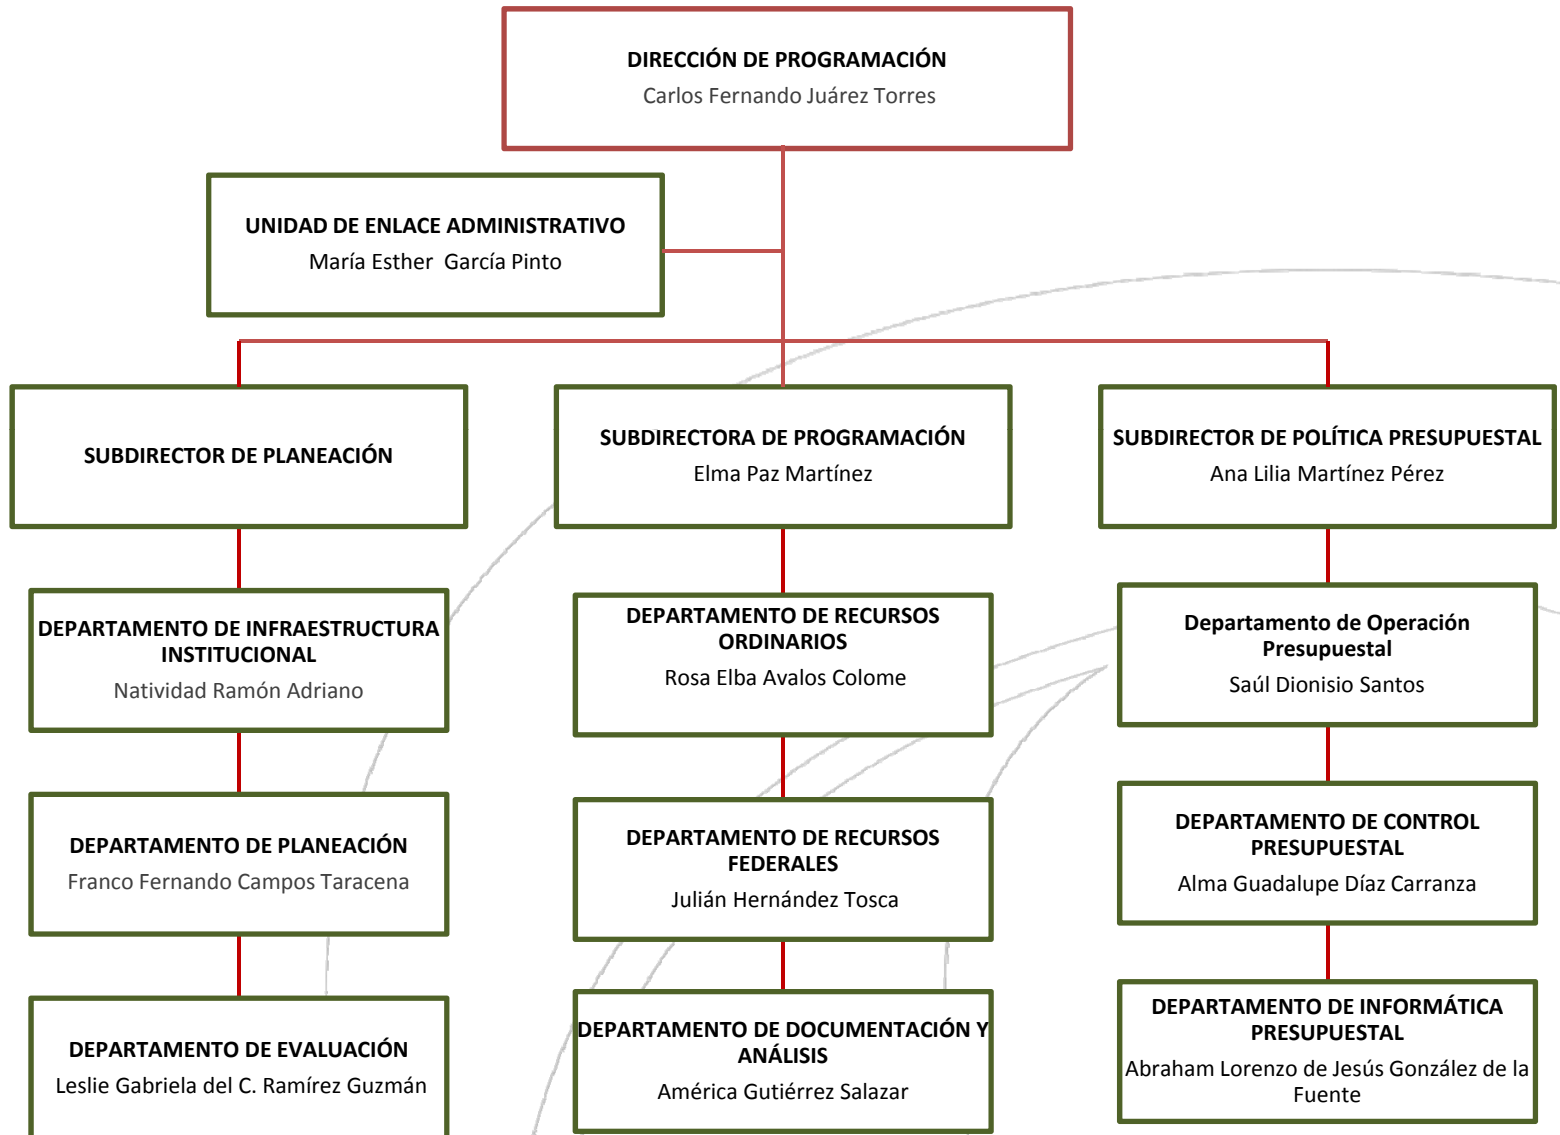 DIRECCIÓN DE PROGRAMACIÓN
Carlos Fernando Juárez Torres
UNIDAD DE ENLACE ADMINISTRATIVO
María Esther García Pinto
SUBDIRECTOR DE PLANEACIÓN
SUBDIRECTORA DE PROGRAMACIÓN
Elma Paz Martínez
SUBDIRECTOR DE POLÍTICA PRESUPUESTAL
Ana Lilia Martínez Pérez
DEPARTAMENTO DE INFRAESTRUCTURA
INSTITUCIONAL
Natividad Ramón Adriano
DEPARTAMENTO DE RECURSOS
ORDINARIOS
Rosa Elba Avalos Colome
Departamento de Operación
Presupuestal
Saúl Dionisio Santos
DEPARTAMENTO DE PLANEACIÓN
Franco Fernando Campos Taracena
DEPARTAMENTO DE RECURSOS
FEDERALES
Julián Hernández Tosca
DEPARTAMENTO DE CONTROL
PRESUPUESTAL
Alma Guadalupe Díaz Carranza
DEPARTAMENTO DE EVALUACIÓN
Leslie Gabriela del C. Ramírez Guzmán
DEPARTAMENTO DE DOCUMENTACIÓN Y
ANÁLISIS
América Gutiérrez Salazar
DEPARTAMENTO DE INFORMÁTICA
PRESUPUESTAL
Abraham Lorenzo de Jesús González de la
Fuente